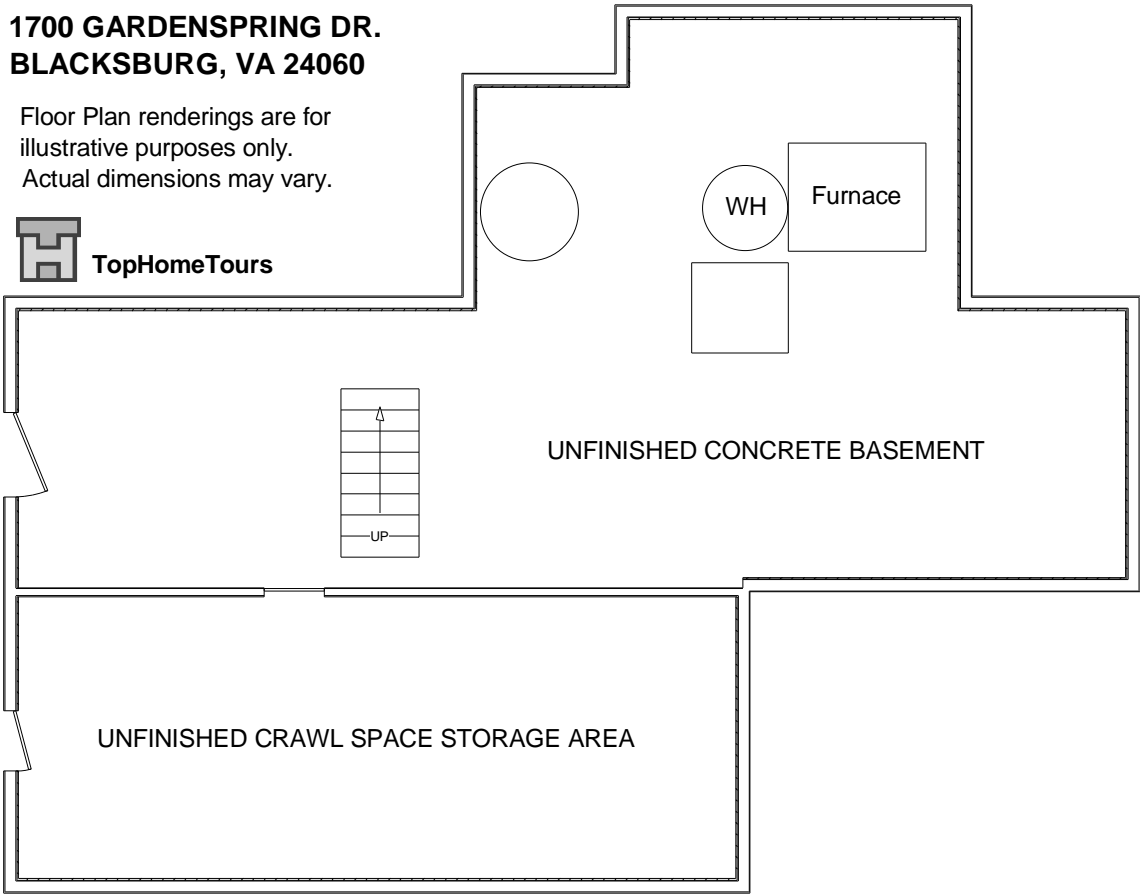 1700 GARDENSPRING DR.
BLACKSBURG, VA 24060
Floor Plan renderings are for
illustrative purposes only.
Actual dimensions may vary.
TopHomeTours
WH
Furnace
UNFINISHED CONCRETE BASEMENT
UP
UNFINISHED CRAWL SPACE STORAGE AREA